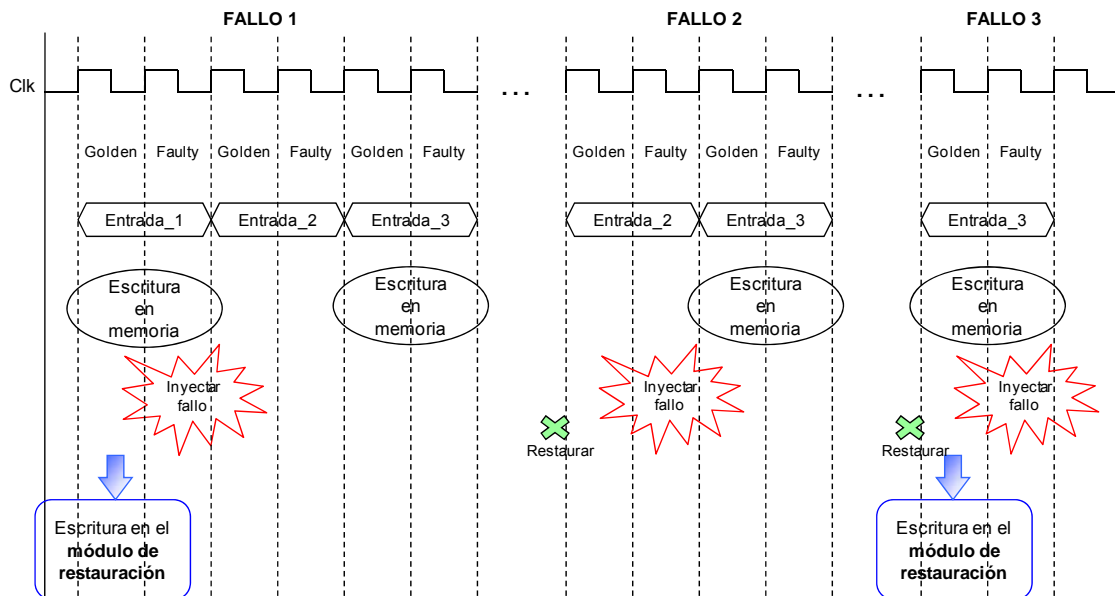 FALLO 1 FALLO 2 FALLO 3
Clk ... ...
Golden Faulty Golden Faulty Golden Faulty Golden Faulty Golden Faulty Golden Faulty
Entrada_1 Entrada_2 Entrada_3 Entrada_2 Entrada_3 Entrada_3
Escritura
en
memoria
Escritura
en
memoria
Escritura
en
memoria
Escritura
en
memoria
Inyectar
fallo
Inyectar
fallo
Inyectar
fallo
Restaurar
Restaurar
Escritura en el
módulo de
restauración
Escritura en el
módulo de
restauración